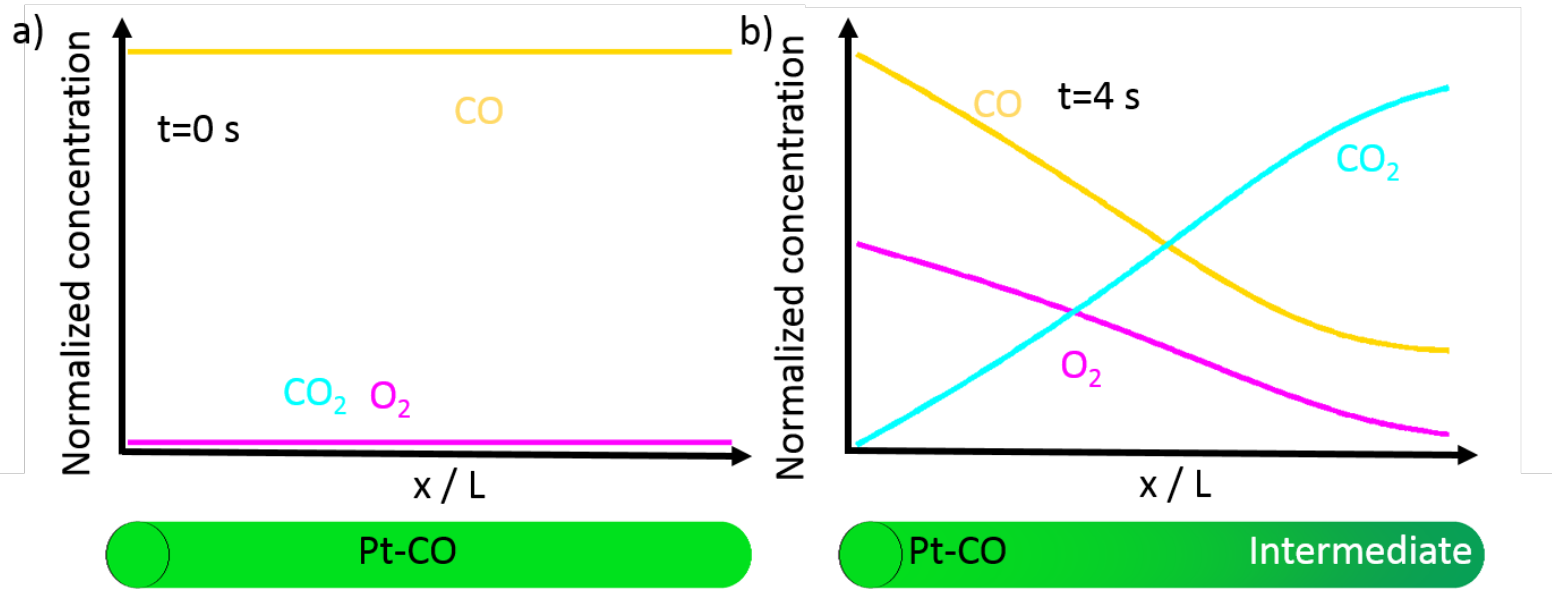 a)
Normalized concentration
t=0 s
CO
CO₂ O₂
x / L
Pt-CO
b)
Normalized concentration
CO
t=4 s
CO₂
O₂
x / L
Pt-CO
Intermediate